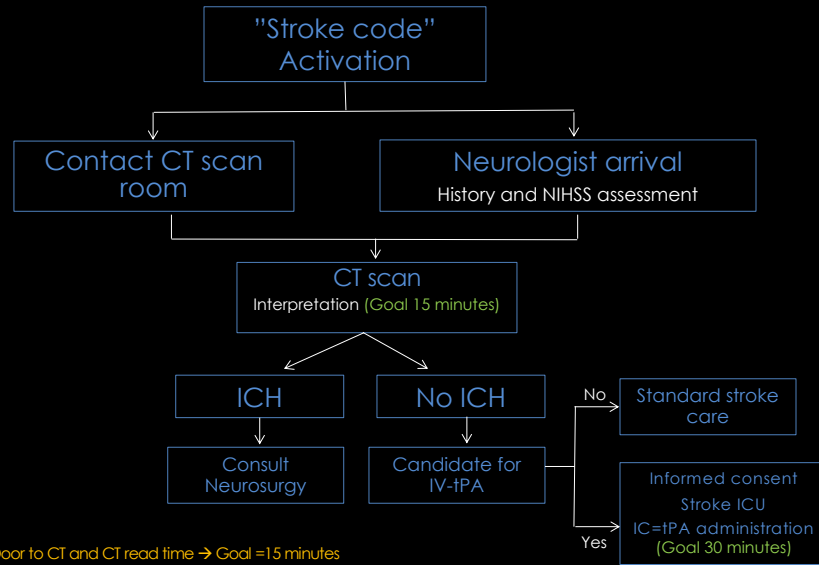 ”Stroke code”
Activation
Contact CT scan
room
Neurologist arrival
History and NIHSS assessment
CT scan
Interpretation (Goal 15 minutes)
ICH
No ICH
Consult
Neurosurgy
Candidate for
IV-tPA
No
Standard stroke
care
Yes
Informed consent
Stroke ICU
IC=tPA administration
(Goal 30 minutes)
oor to CT and CT read time → Goal =15 minutes